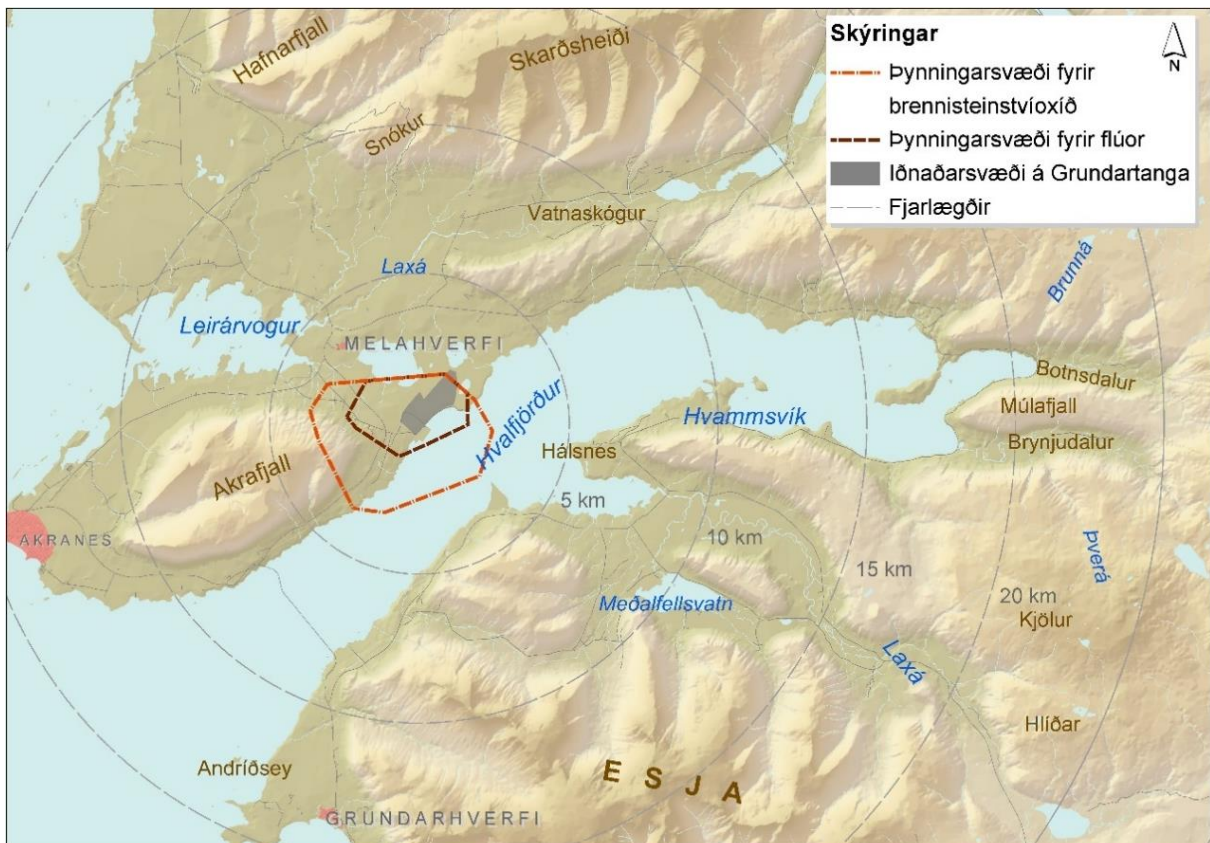 Skýringar
N
Þynningarsvæði fyrir
brennisteinstvíoxíð
Þynningarsvæði fyrir flúor
Iðnaðarsvæði á Grundartanga
Fjarlægðir
Hafnarfjall
Skarðsheiði
Snókur
Vatnaskógur
Laxá
Brunná
Leirárvogur
MELAHVERFI
Botnsdalur
Múlafjall
Hvalfjörður
Hvammsvík
Brynjudalur
Hálsnes
Akrafjall
5 km
10 km
AKRANES
15 km
Þverá
20 km
Meðalfellsvatn
Kjölur
Laxá
Hlíðar
Andríðsey
ESJA
GRUNDARHVERFI